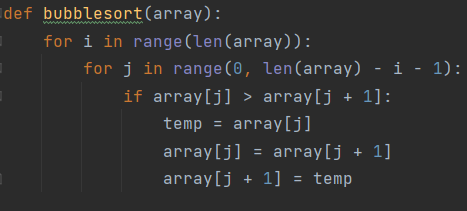 def bubblesort(array):
    for i in range(len(array)):
        for j in range(0, len(array) - i - 1):
            if array[j] > array[j + 1]:
                temp = array[j]
                array[j] = array[j + 1]
                array[j + 1] = temp